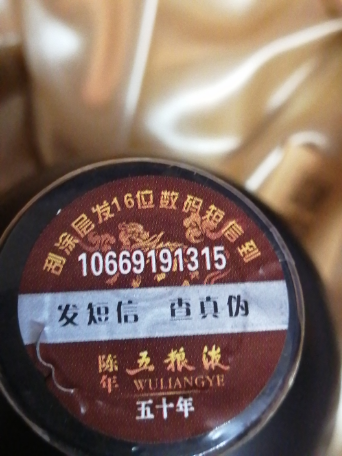 刮涂层发16位数码短信到
10669191315
发短信 查真伪
陈年 五粮液
WULIANGYE
五十年